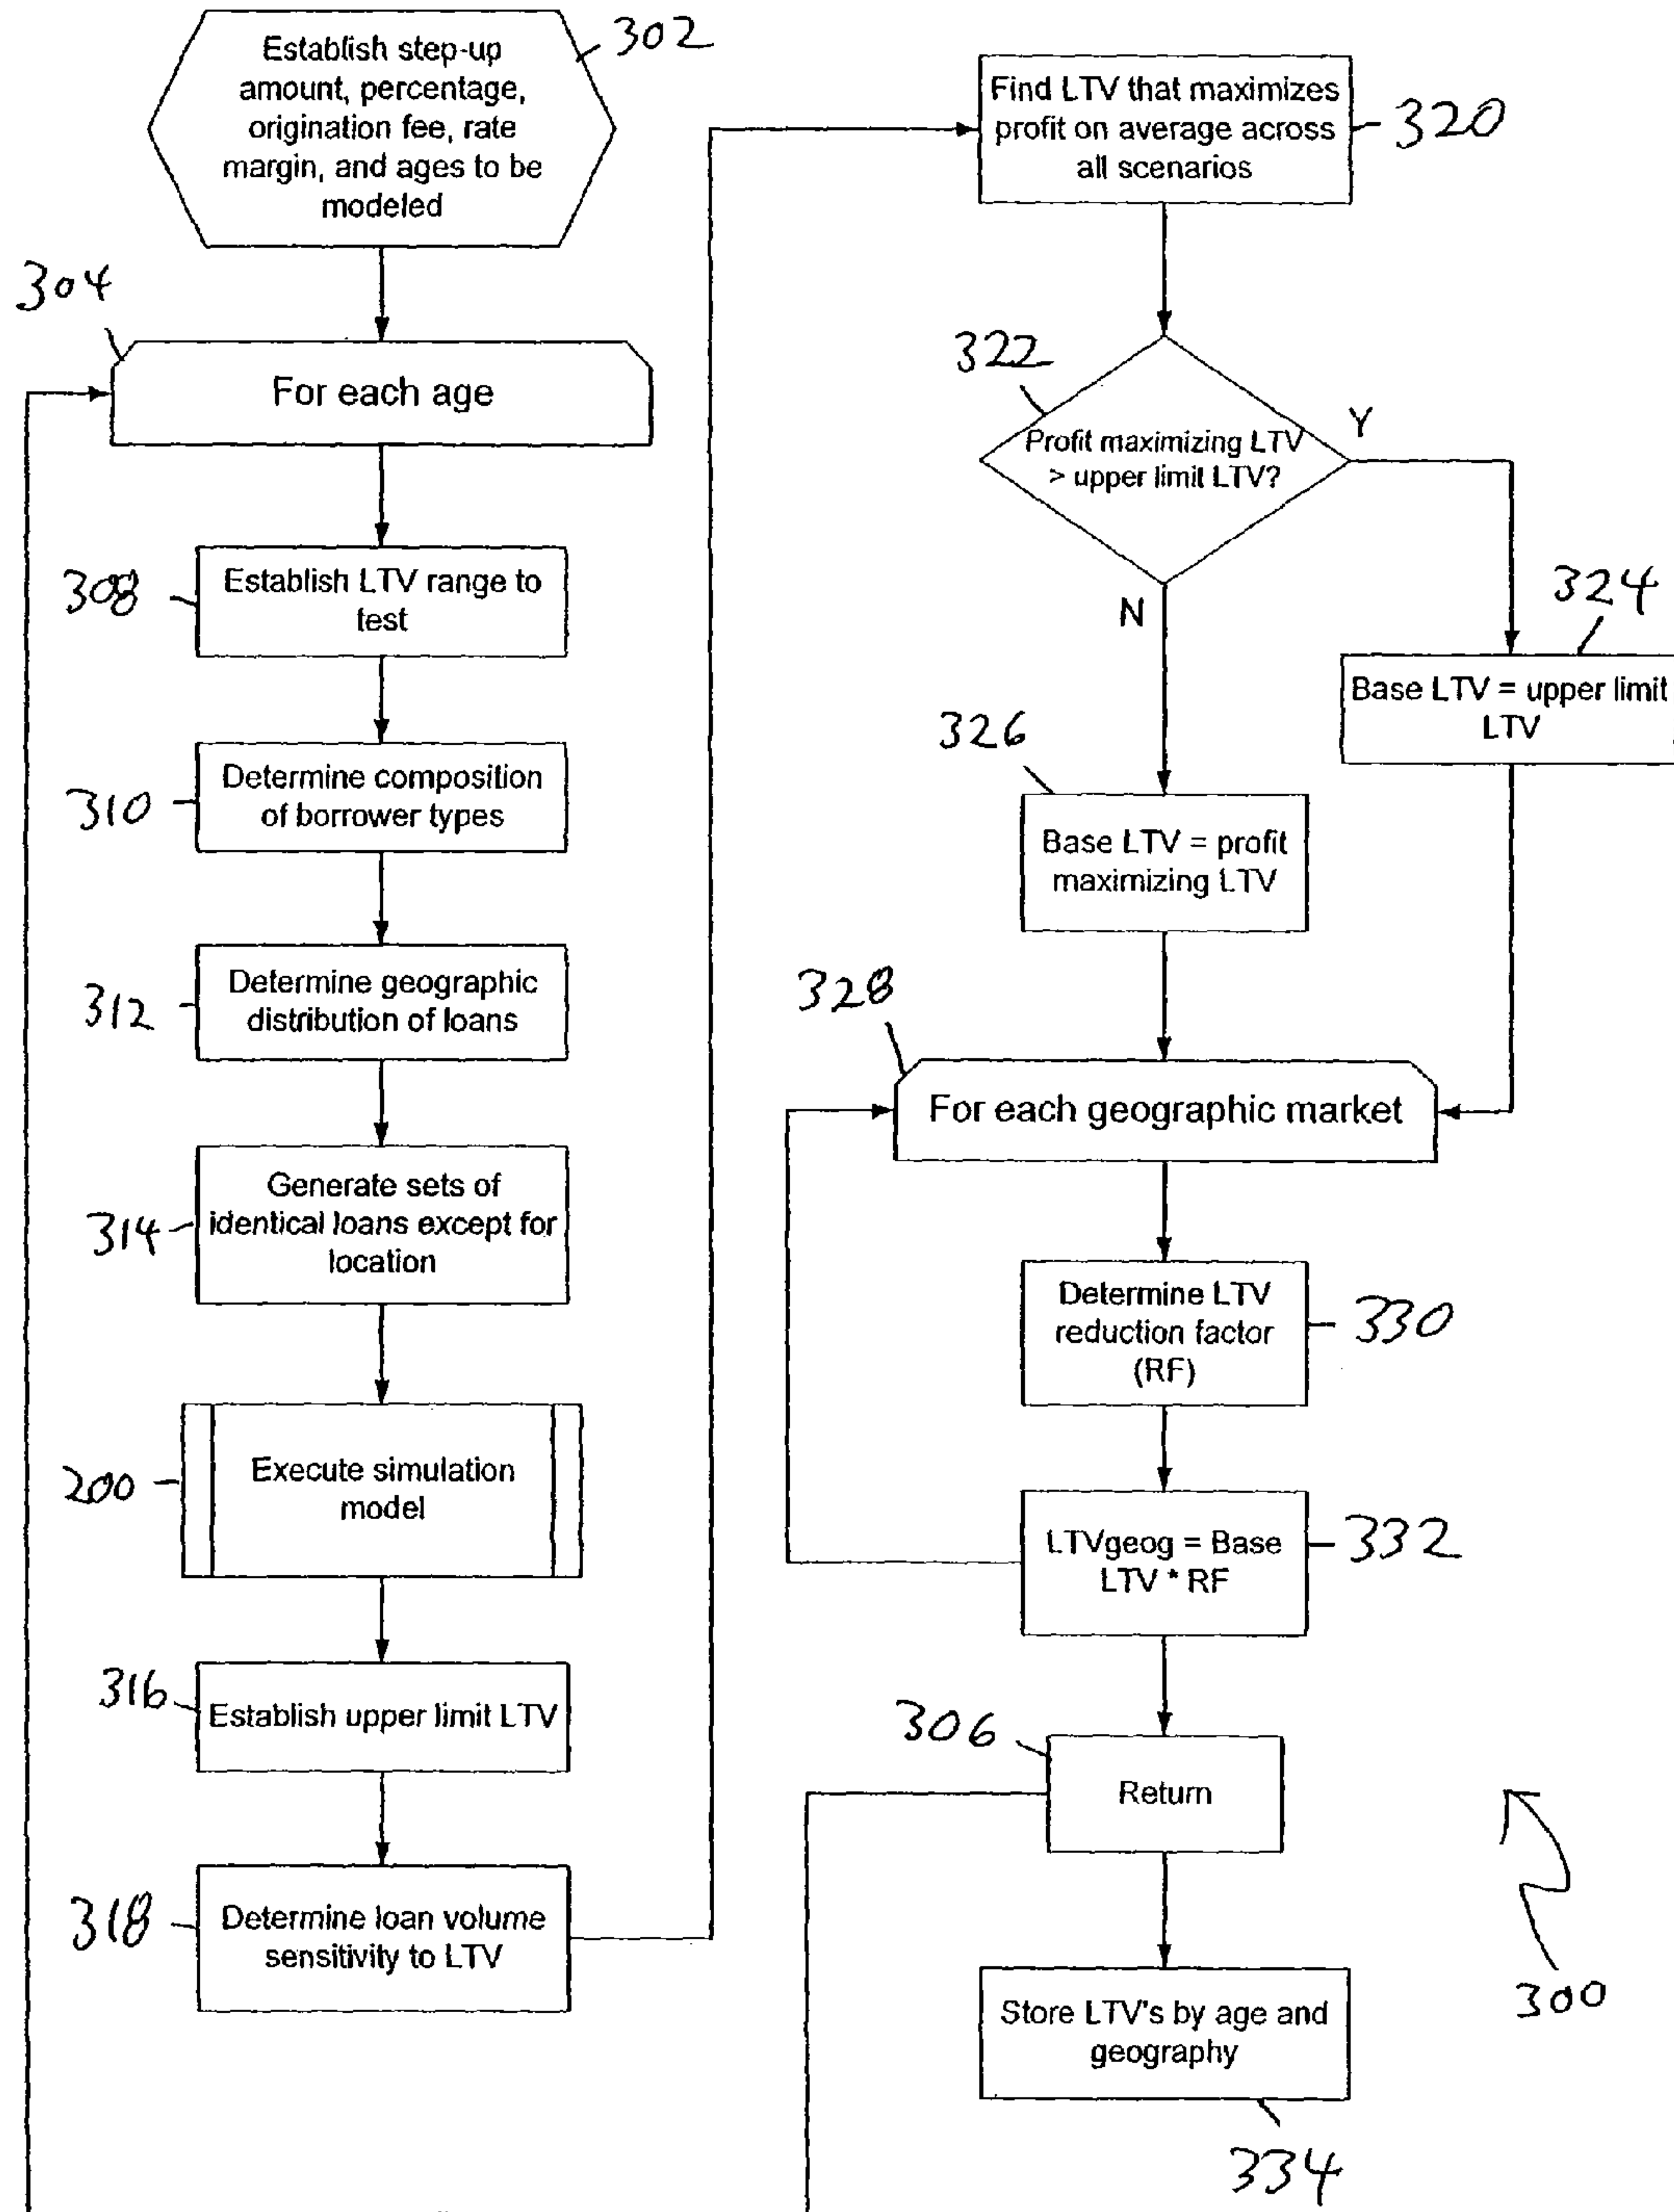 Establish step-up
amount, percentage,
origination fee, rate
margin, and ages to be
modeled
302
304
For each age
308
Establish LTV range to
test
310
Determine composition
of borrower types
312
Determine geographic
distribution of loans
314
Generate sets of
identical loans except for
location
200
Execute simulation
model
316
Establish upper limit LTV
318
Determine loan volume
sensitivity to LTV
Find LTV that maximizes
profit on average across
all scenarios
320
322
Profit maximizing LTV
> upper limit LTV?
Y
N
324
Base LTV = upper limit
LTV
326
Base LTV = profit
maximizing LTV
328
For each geographic market
Determine LTV
reduction factor
(RF)
330
LTVgeog = Base
LTV * RF
332
306
Return
300
Store LTV's by age and
geography
334